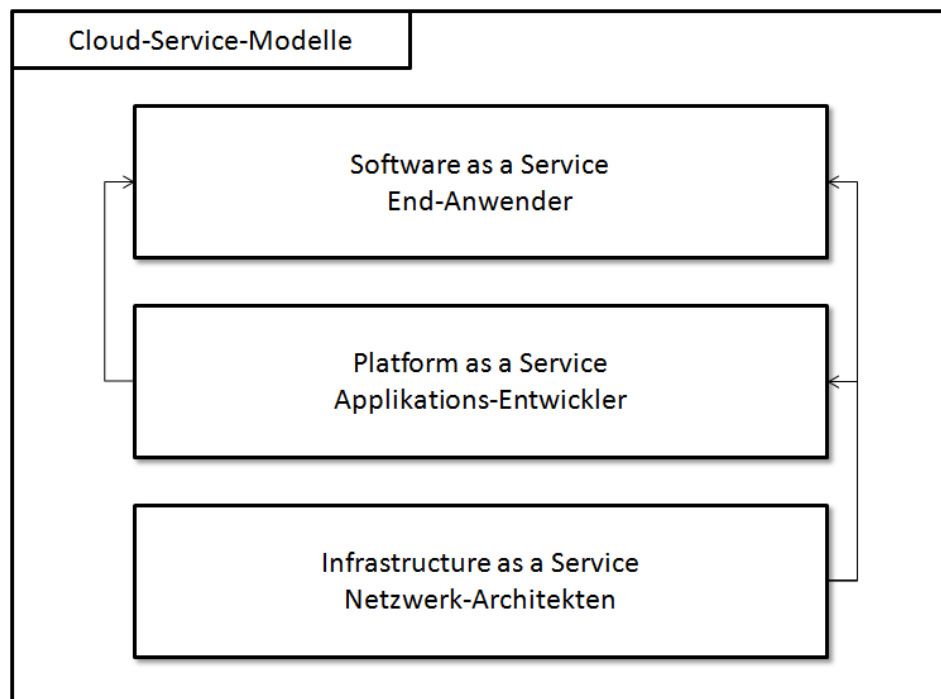 Cloud-Service-Modelle
Software as a Service
End-Anwender
Platform as a Service
Applikations-Entwickler
Infrastructure as a Service
Netzwerk-Architekten